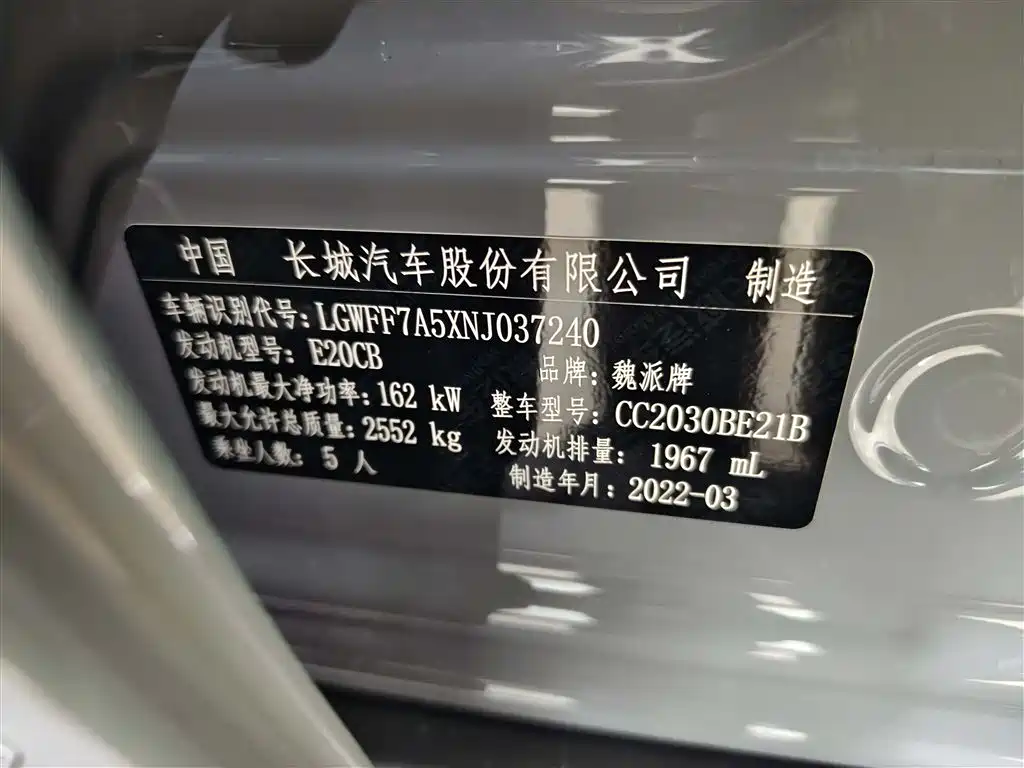 中国 长城汽车股份有限公司 制造
车辆识别代号: LGWFF7A5XNJ037240
发动机型号: E20CB 品牌: 魏派牌
发动机最大净功率: 162 kW 整车型号: CC2030BE21B
最大允许总质量: 2552 kg 发动机排量: 1967 mL
乘坐人数: 5 人 制造年月: 2022-03